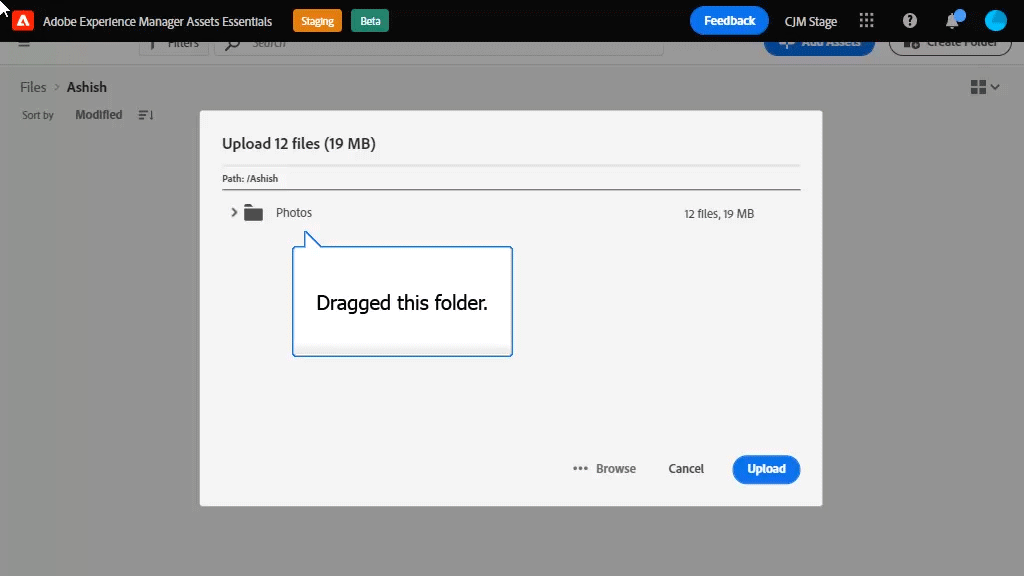 Adobe Experience Manager Assets Essentials Staging Beta Feedback CJM Stage
Filters Search Add Assets Create Folder
Files > Ashish
Sort by Modified
Upload 12 files (19 MB)
Path: /Ashish
Photos 12 files, 19 MB
Dragged this folder.
••• Browse Cancel Upload